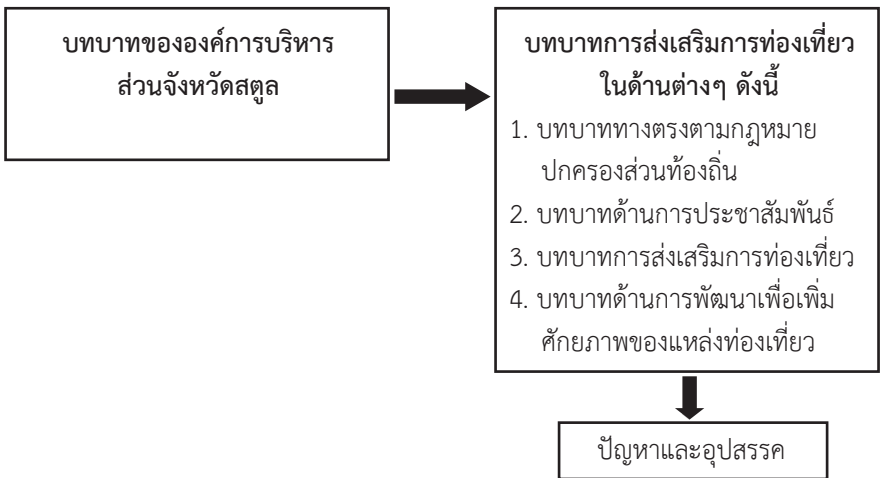 บทบาทขององค์การบริหาร
ส่วนจังหวัดสตูล
บทบาทการส่งเสริมการท่องเที่ยว
ในด้านต่างๆ ดังนี้
1. บทบาททางตรงตามกฎหมาย
ปกครองส่วนท้องถิ่น
2. บทบาทด้านการประชาสัมพันธ์
3. บทบาทการส่งเสริมการท่องเที่ยว
4. บทบาทด้านการพัฒนาเพื่อเพิ่ม
ศักยภาพของแหล่งท่องเที่ยว
ปัญหาและอุปสรรค